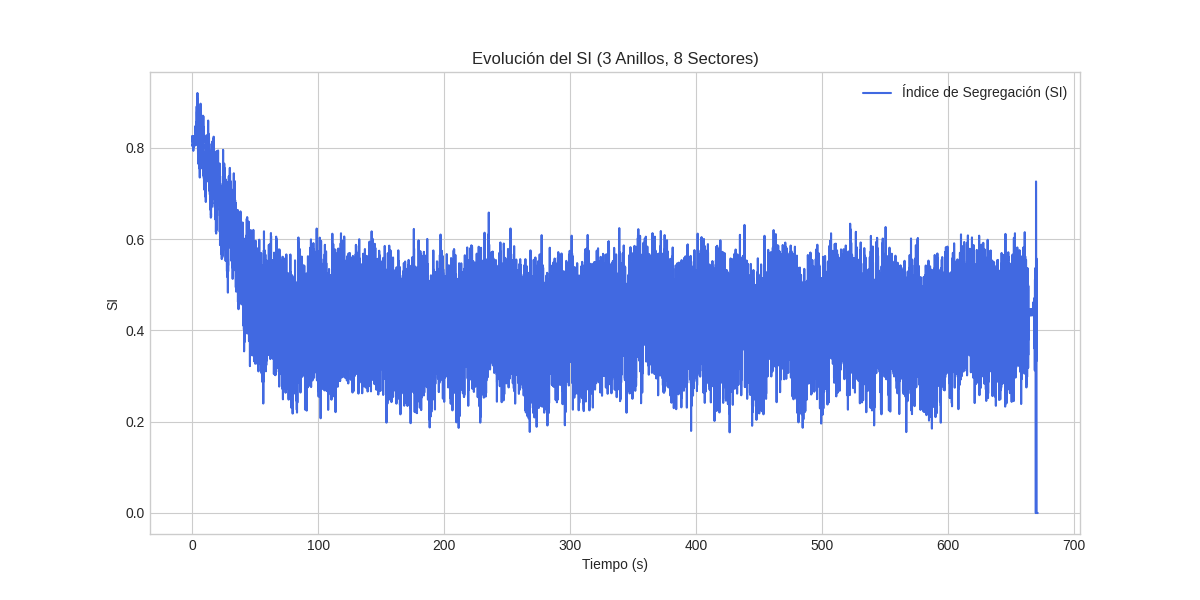 Evolución del SI (3 Anillos, 8 Sectores)
Índice de Segregación (SI)
0.8
0.6
SI
0.4
0.2
0.0
0 100 200 300 400 500 600 700
Tiempo (s)